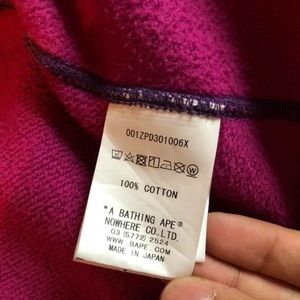 001ZPD301006X
100% COTTON
"A BATHING APE®
NOWHERE CO.LTD.
03 (5772) 2524
WWW.BAPE.COM
MADE IN JAPAN